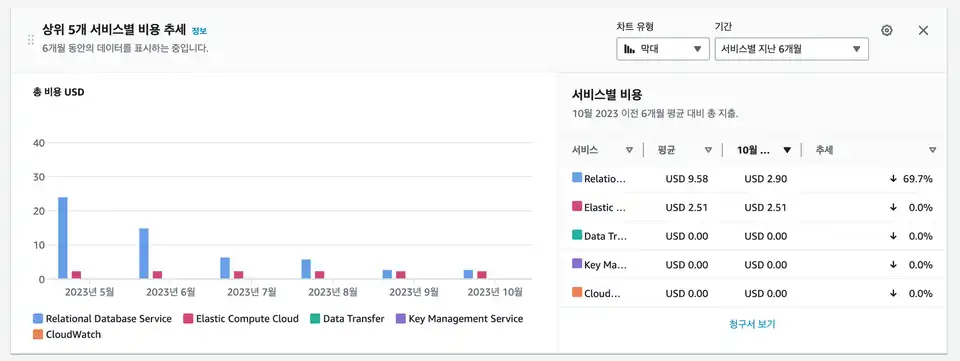 상위 5개 서비스별 비용 추세 정보
6개월 동안의 데이터를 표시하는 중입니다.
차트 유형
막대
기간
서비스별 지난 6개월
총 비용 USD
40
30
20
10
0
2023년 5월
2023년 6월
2023년 7월
2023년 8월
2023년 9월
2023년 10월
Relational Database Service
Elastic Compute Cloud
Data Transfer
Key Management Service
CloudWatch
서비스별 비용
10월 2023 이전 6개월 평균 대비 총 지출.
서비스 평균 10월 ... 추세
Relatio... USD 9.58 USD 2.90 ↓ 69.7%
Elastic ... USD 2.51 USD 2.51 ↓ 0.0%
Data Tr... USD 0.00 USD 0.00 ↓ 0.0%
Key Ma... USD 0.00 USD 0.00 ↓ 0.0%
Cloud... USD 0.00 USD 0.00 ↓ 0.0%
청구서 보기